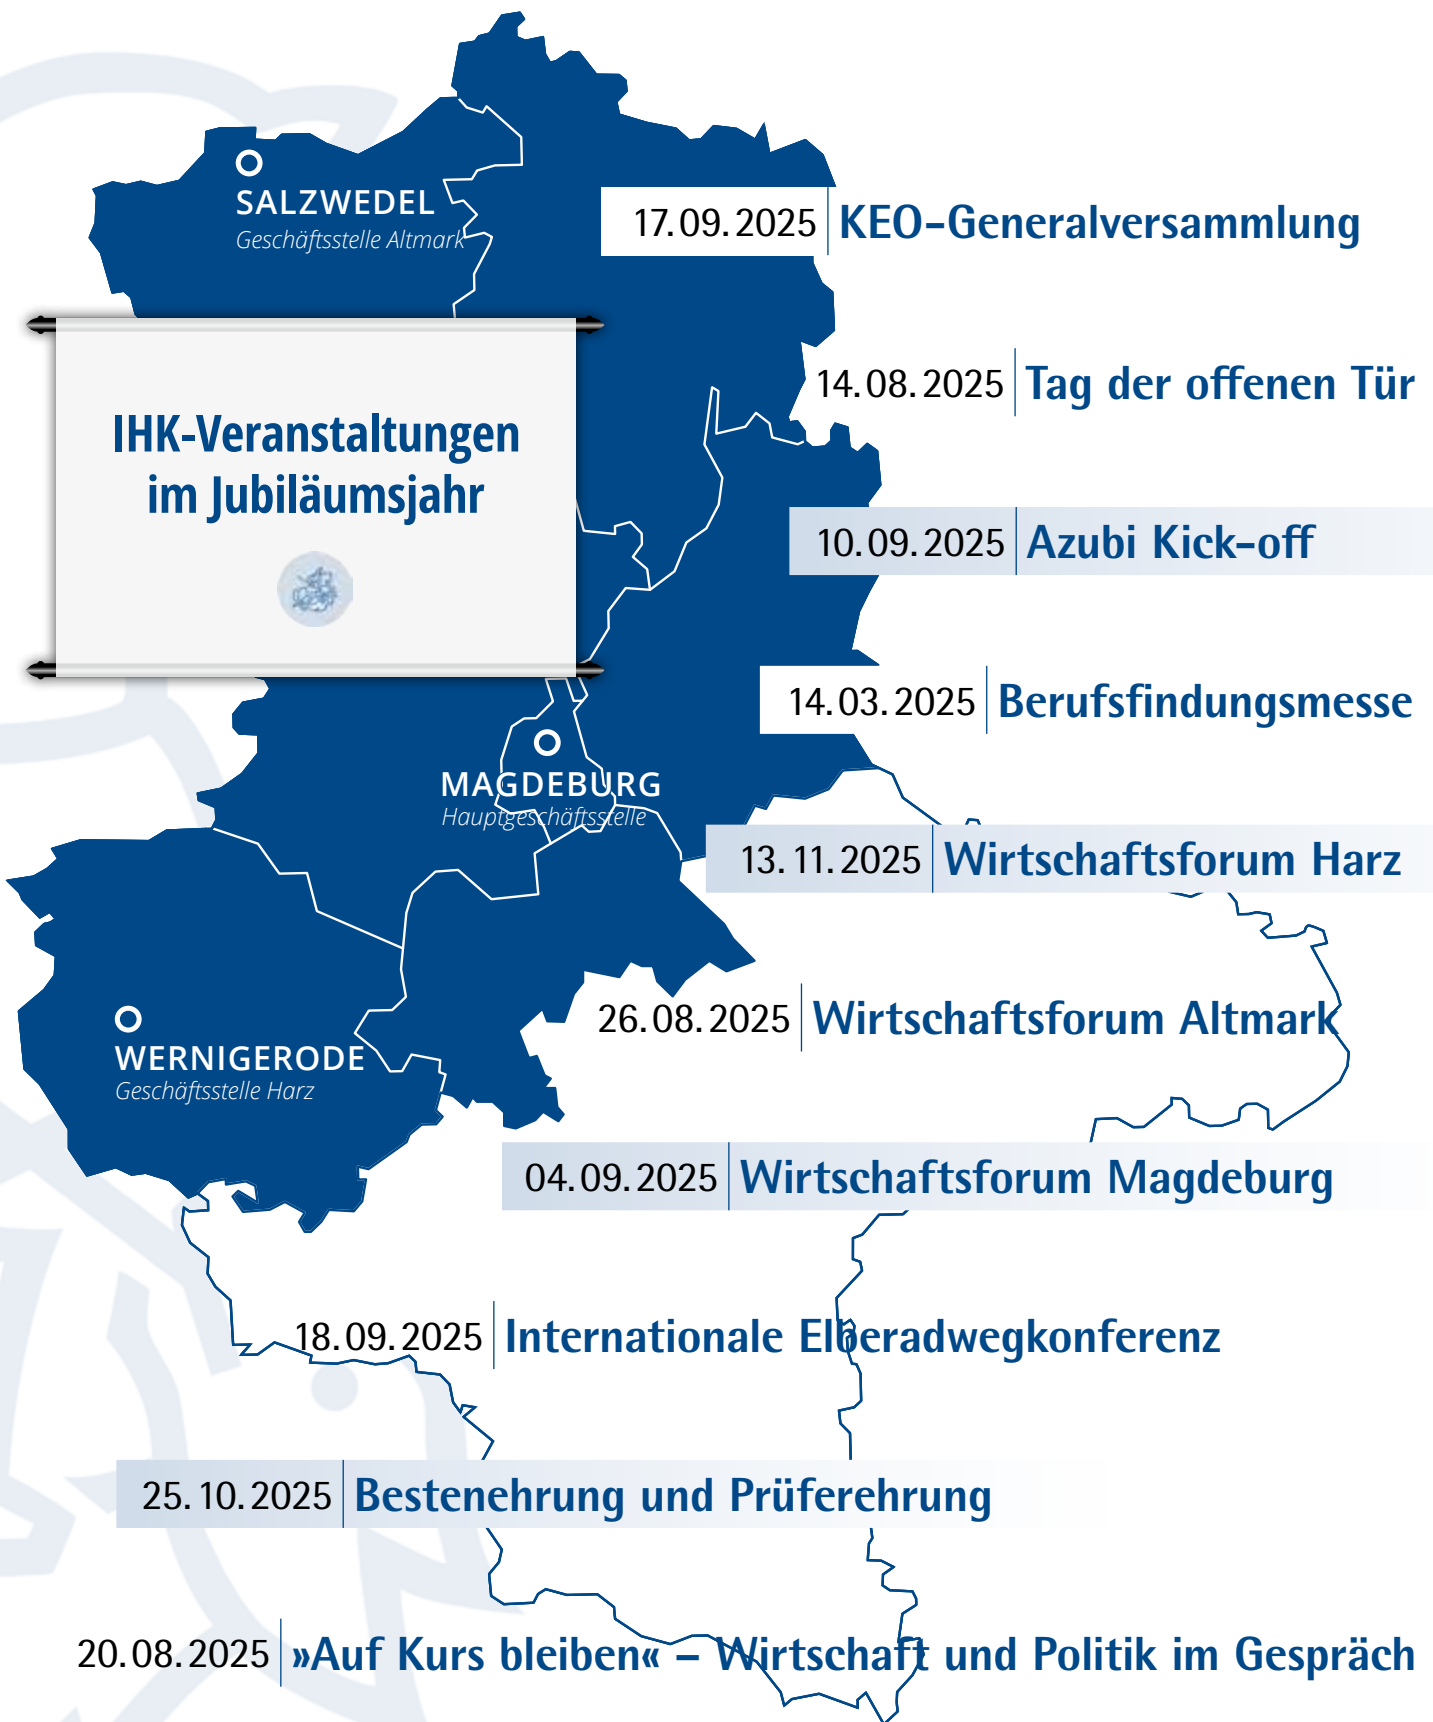 SALZWEDEL
Geschäftsstelle Altmark
17.09.2025 KEO-Generalversammlung
14.08.2025 Tag der offenen Tür
IHK-Veranstaltungen
im Jubiläumsjahr
10.09.2025 Azubi Kick-off
14.03.2025 Berufsfindungsmesse
MAGDEBURG
Hauptgeschäftsstelle
13.11.2025 Wirtschaftsforum Harz
26.08.2025 Wirtschaftsforum Altmark
WERNIGERODE
Geschäftsstelle Harz
04.09.2025 Wirtschaftsforum Magdeburg
18.09.2025 Internationale Elberadwegkonferenz
25.10.2025 Bestenehrung und Prüferehrung
20.08.2025 »Auf Kurs bleiben« – Wirtschaft und Politik im Gespräch